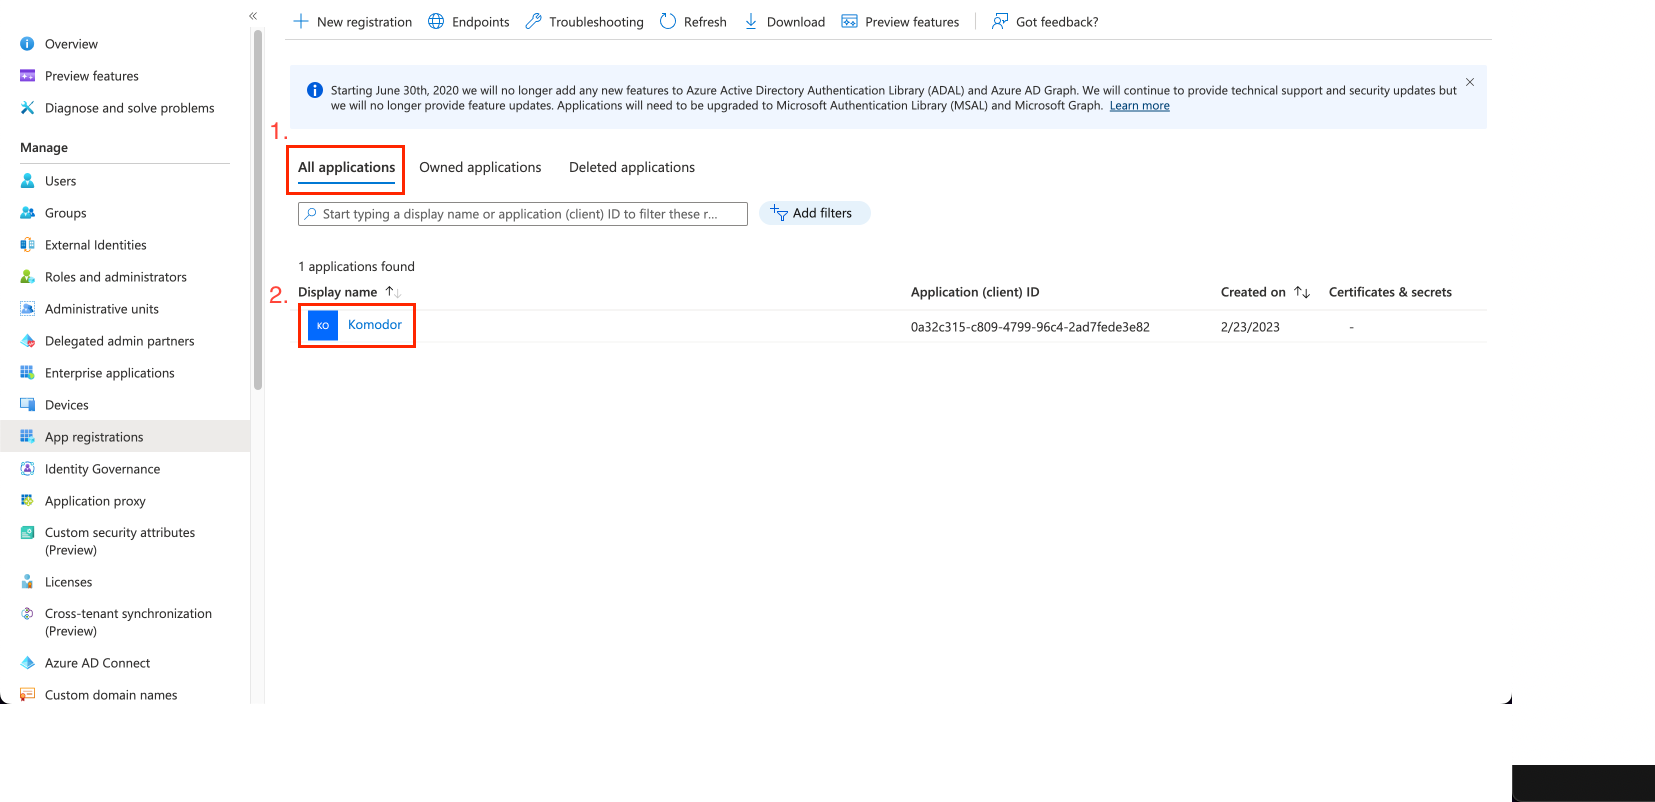 «
Overview
Preview features
Diagnose and solve problems
Manage
Users
Groups
External Identities
Roles and administrators
Administrative units
Delegated admin partners
Enterprise applications
Devices
App registrations
Identity Governance
Application proxy
Custom security attributes
(Preview)
Licenses
Cross-tenant synchronization
(Preview)
Azure AD Connect
Custom domain names
New registration Endpoints Troubleshooting Refresh Download Preview features Got feedback?
Starting June 30th, 2020 we will no longer add any new features to Azure Active Directory Authentication Library (ADAL) and Azure AD Graph. We will continue to provide technical support and security updates but
we will no longer provide feature updates. Applications will need to be upgraded to Microsoft Authentication Library (MSAL) and Microsoft Graph. Learn more
1.
All applications Owned applications Deleted applications
Start typing a display name or application (client) ID to filter these r... Add filters
1 applications found
2.
Display name Application (client) ID Created on Certificates & secrets
KO Komodor 0a32c315-c809-4799-96c4-2ad7fede3e82 2/23/2023 -